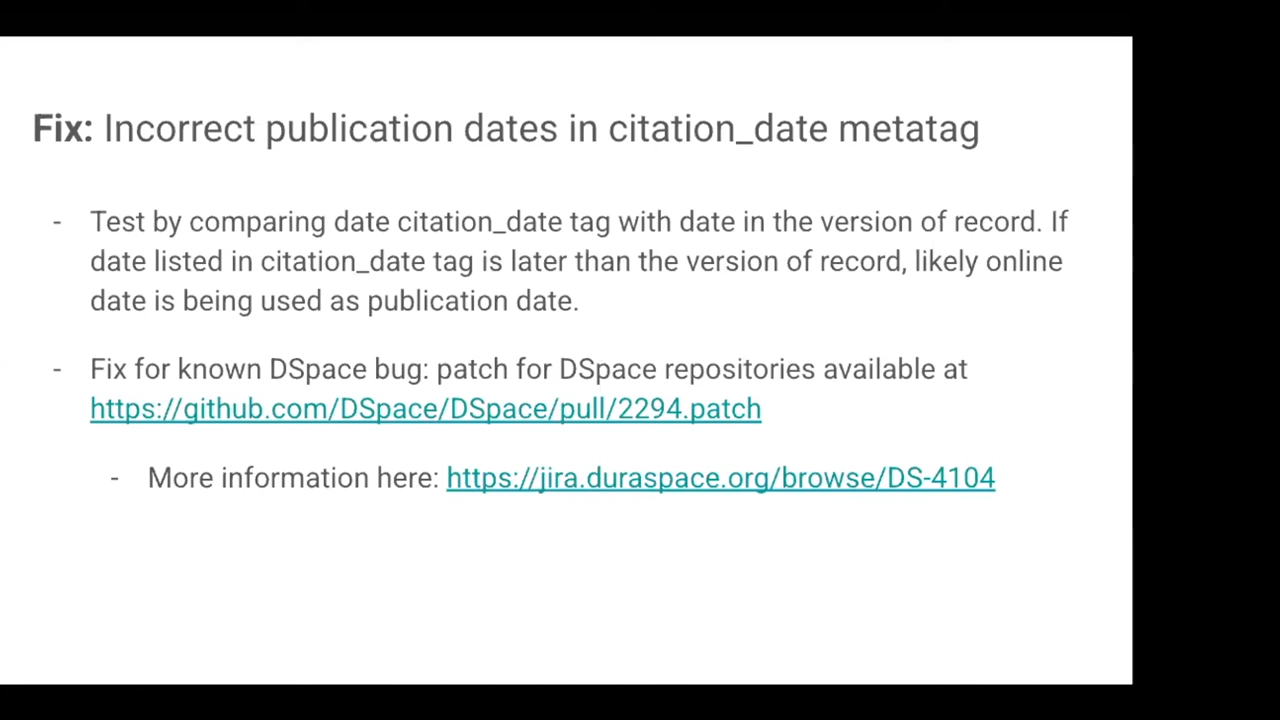 Fix: Incorrect publication dates in citation_date metatag
- Test by comparing date citation_date tag with date in the version of record. If
date listed in citation_date tag is later than the version of record, likely online
date is being used as publication date.
- Fix for known DSpace bug: patch for DSpace repositories available at
https://github.com/DSpace/DSpace/pull/2294.patch
- More information here: https://jira.duraspace.org/browse/DS-4104